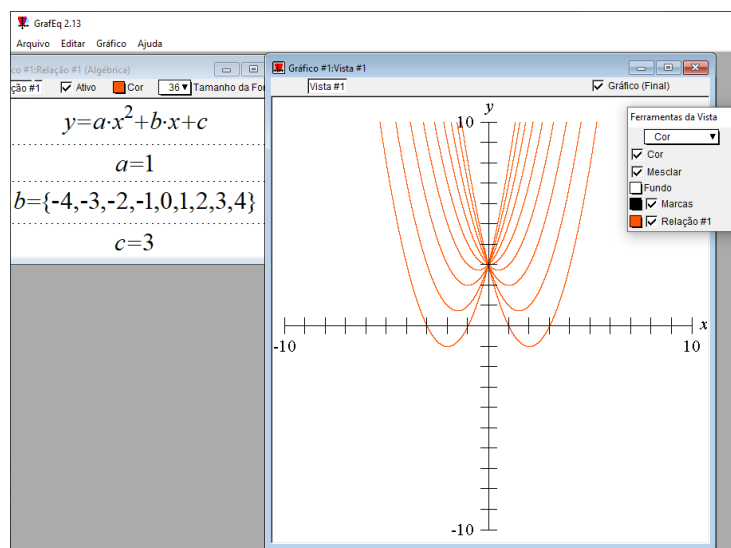 GrafEq 2.13
Arquivo Editar Gráfico Ajuda
co #1:Relação #1 (Algébrica)
ção #1 Ativo Cor 36 Tamanho da For
y=a·x²+b·x+c
a=1
b={-4,-3,-2,-1,0,1,2,3,4}
c=3
Gráfico #1:Vista #1
Vista #1 Gráfico (Final)
y
10
x
-10
10
-10
Ferramentas da Vista
Cor
Cor
Mesclar
Fundo
Marcas
Relação #1